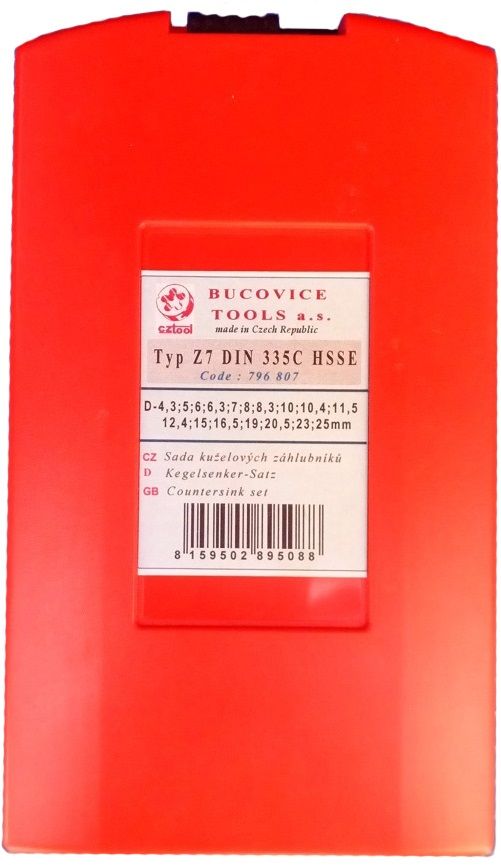 BUCOVICE
TOOLS a.s.
cztool
made in Czech Republic
Typ Z7 DIN 335C HSSE
Code : 796 807
D-4,3;5;6;6,3;7;8;8,3;10;10,4;11,5
12,4;15;16,5;19;20,5;23;25mm
CZ Sada kuželových záhlubníků
D Kegelsenker-Satz
GB Countersink set
8 159502 895088